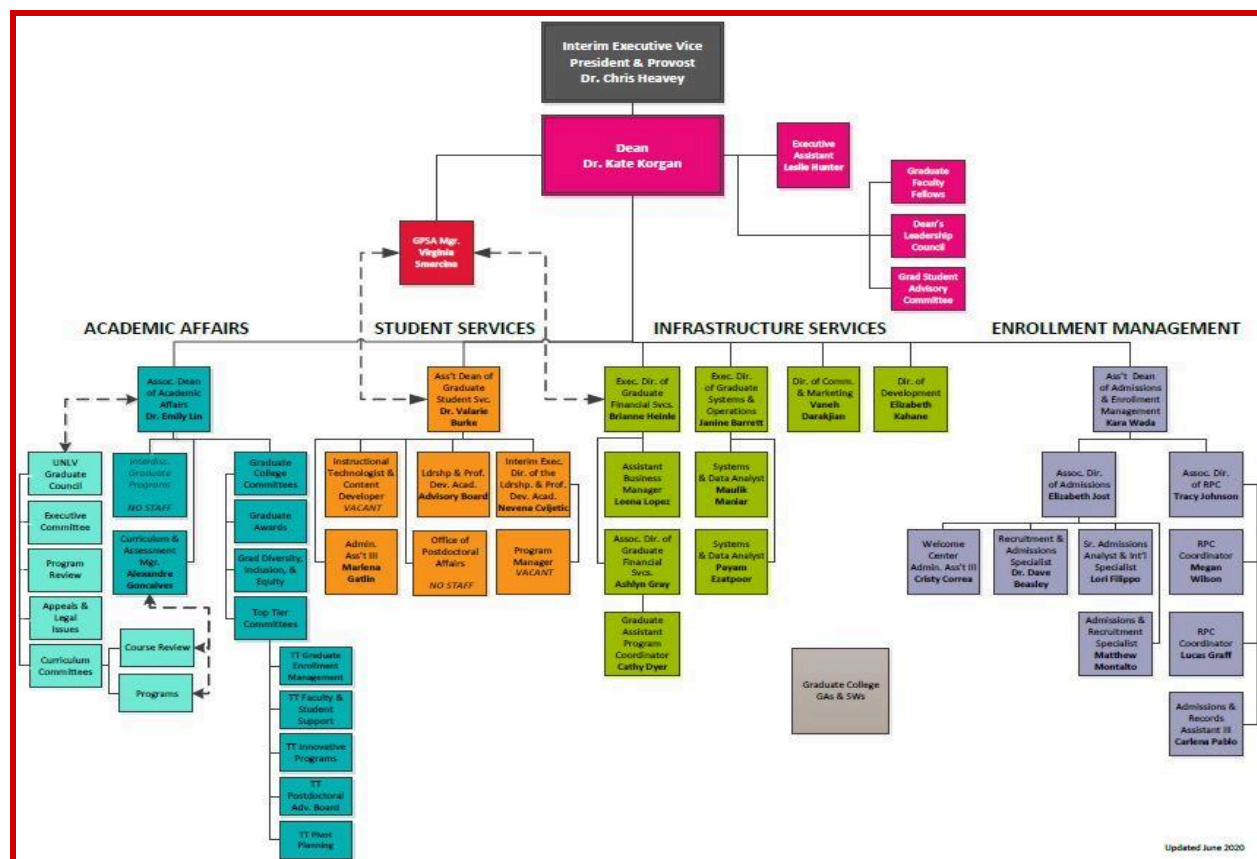 Interim Executive Vice
President & Provost
Dr. Chris Heavey
Dean
Dr. Kate Korgan
Executive
Assistant
Leslie Hunter
Graduate
Faculty
Fellows
Dean's
Leadership
Council
Grad Student
Advisory
Committee
GPSA Mgr.
Virginia
Smercina
ACADEMIC AFFAIRS
STUDENT SERVICES
INFRASTRUCTURE SERVICES
ENROLLMENT MANAGEMENT
Assoc. Dean
of Academic
Affairs
Dr. Emily Lin
UNLV
Graduate
Council
Executive
Committee
Program
Review
Appeals &
Legal
Issues
Curriculum
Committees
Course Review
Programs
Interdisc.
Graduate
Programs
NO STAFF
Curriculum &
Assessment
Mgr.
Alexandre
Goncalves
Graduate
College
Committees
Graduate
Awards
Grad Diversity,
Inclusion, &
Equity
Top Tier
Committees
TT Graduate
Enrollment
Management
TT Faculty &
Student
Support
TT Innovative
Programs
TT
Postdoctoral
Adv. Board
TT Pivot
Planning
Ass't Dean of
Graduate
Student Svc.
Dr. Valarie
Burke
Instructional
Technologist &
Content
Developer
VACANT
Admin.
Ass't III
Marlena
Gatlin
Ldrshp & Prof.
Dev. Acad.
Advisory Board
Office of
Postdoctoral
Affairs
NO STAFF
Interim Exec.
Dir. of the
Ldrshp. & Prof.
Dev. Acad.
Nevena Cvijetic
Program
Manager
VACANT
Exec. Dir. of
Graduate
Financial Svcs.
Brianne Heinle
Assistant
Business
Manager
Leena Lopez
Assoc. Dir. of
Graduate
Financial
Svcs.
Ashlyn Gray
Graduate
Assistant
Program
Coordinator
Cathy Dyer
Exec. Dir.
of Graduate
Systems &
Operations
Janine Barrett
Systems
& Data Analyst
Maulik
Maniar
Systems
& Data Analyst
Payam
Ezatpoor
Dir. of Comm.
& Marketing
Vaneh
Darakjian
Dir. of
Development
Elizabeth
Kahane
Graduate College
GAs & SWs
Ass't Dean
of Admissions
& Enrollment
Management
Kara Wada
Assoc. Dir.
of Admissions
Elizabeth Jost
Welcome
Center
Admin. Ass't III
Cristy Correa
Recruitment &
Admissions
Specialist
Dr. Dave
Beasley
Sr. Admissions
Analyst & Int'l
Specialist
Lori Filippo
Admissions &
Recruitment
Specialist
Matthew
Montalto
Assoc. Dir.
of RPC
Tracy Johnson
RPC
Coordinator
Megan
Wilson
RPC
Coordinator
Lucas Graff
Admissions &
Records
Assistant III
Carlena Pablo
Updated June 2020